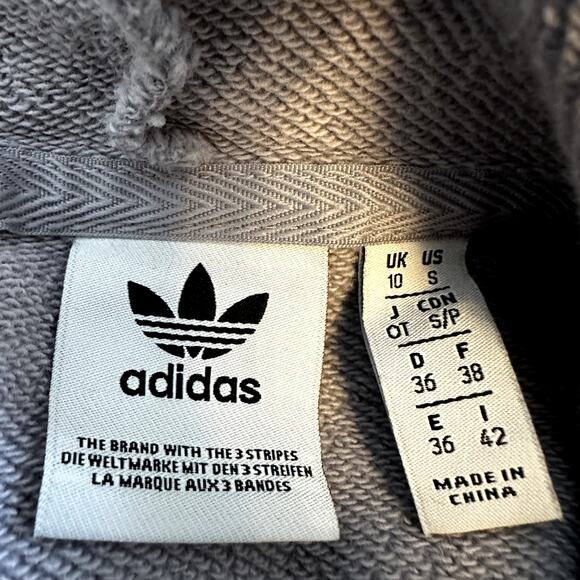 adidas
THE BRAND WITH THE 3 STRIPES
DIE WELTMARKE MIT DEN 3 STREIFEN
LA MARQUE AUX 3 BANDES
UK US
10 S
J CDN
OT S/P
D F
36 38
E I
36 42
MADE IN
CHINA